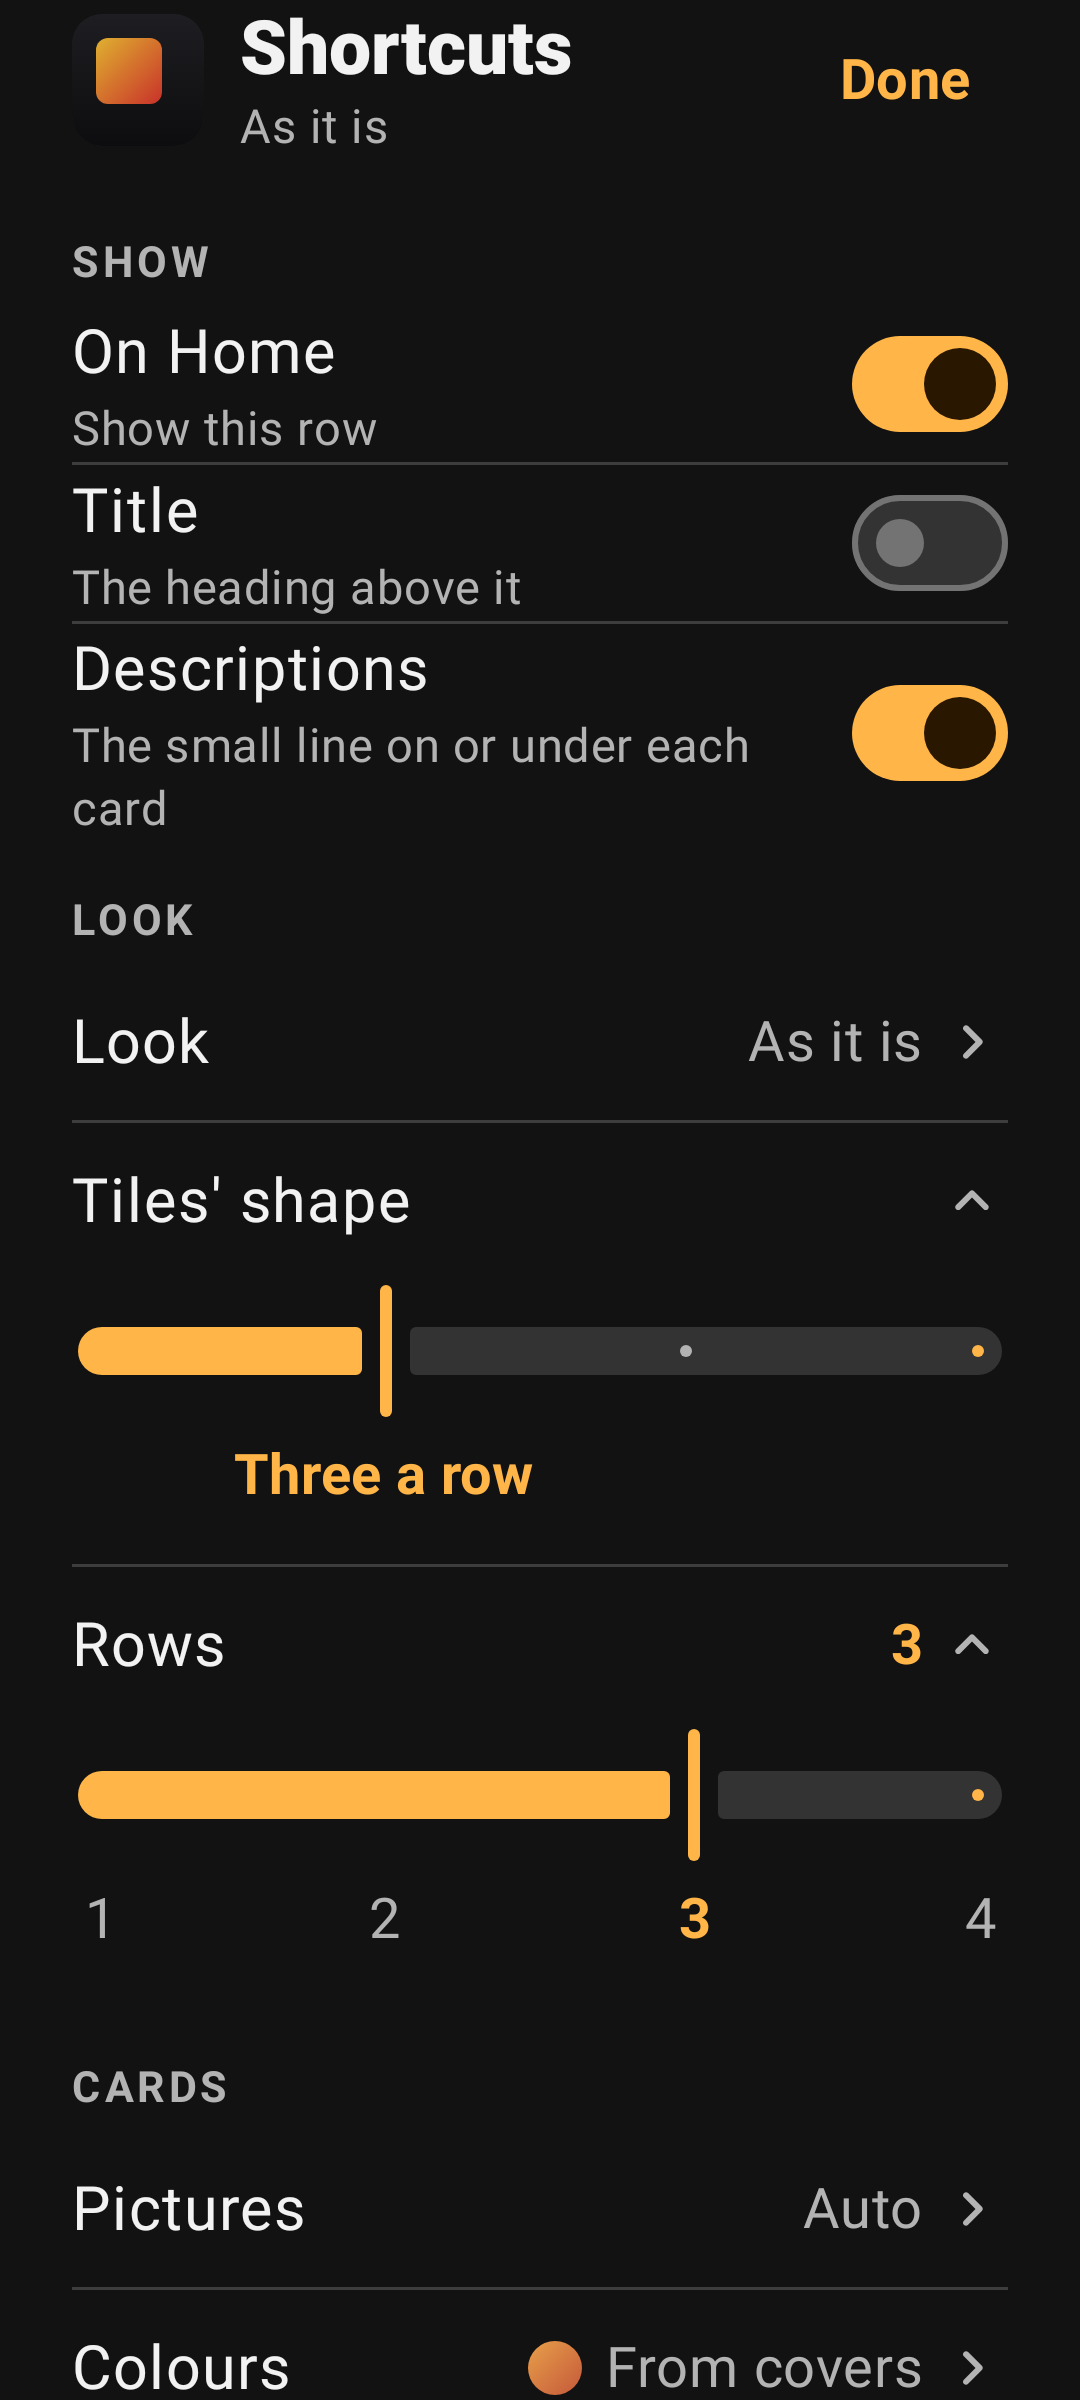 Shortcuts
As it is
Done
SHOW
On Home
Show this row
Title
The heading above it
Descriptions
The small line on or under each
card
LOOK
Look As it is
Tiles' shape
Three a row
Rows 3
1 2 3 4
CARDS
Pictures Auto
Colours From covers